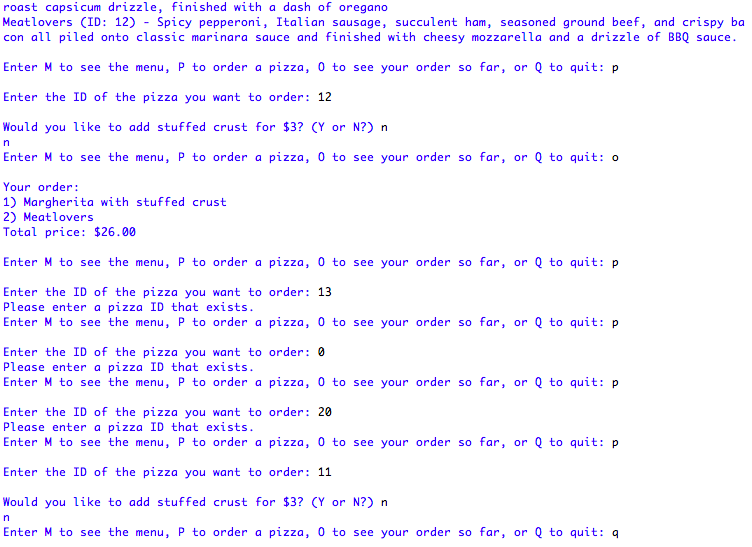 roast capsicum drizzle, finished with a dash of oregano
Meatlovers (ID: 12) - Spicy pepperoni, Italian sausage, succulent ham, seasoned ground beef, and crispy ba
con all piled onto classic marinara sauce and finished with cheesy mozzarella and a drizzle of BBQ sauce.
Enter M to see the menu, P to order a pizza, O to see your order so far, or Q to quit: p
Enter the ID of the pizza you want to order: 12
Would you like to add stuffed crust for $3? (Y or N?) n
n
Enter M to see the menu, P to order a pizza, O to see your order so far, or Q to quit: o
Your order:
1) Margherita with stuffed crust
2) Meatlovers
Total price: $26.00
Enter M to see the menu, P to order a pizza, O to see your order so far, or Q to quit: p
Enter the ID of the pizza you want to order: 13
Please enter a pizza ID that exists.
Enter M to see the menu, P to order a pizza, O to see your order so far, or Q to quit: p
Enter the ID of the pizza you want to order: 0
Please enter a pizza ID that exists.
Enter M to see the menu, P to order a pizza, O to see your order so far, or Q to quit: p
Enter the ID of the pizza you want to order: 20
Please enter a pizza ID that exists.
Enter M to see the menu, P to order a pizza, O to see your order so far, or Q to quit: p
Enter the ID of the pizza you want to order: 11
Would you like to add stuffed crust for $3? (Y or N?) n
n
Enter M to see the menu, P to order a pizza, O to see your order so far, or Q to quit: q